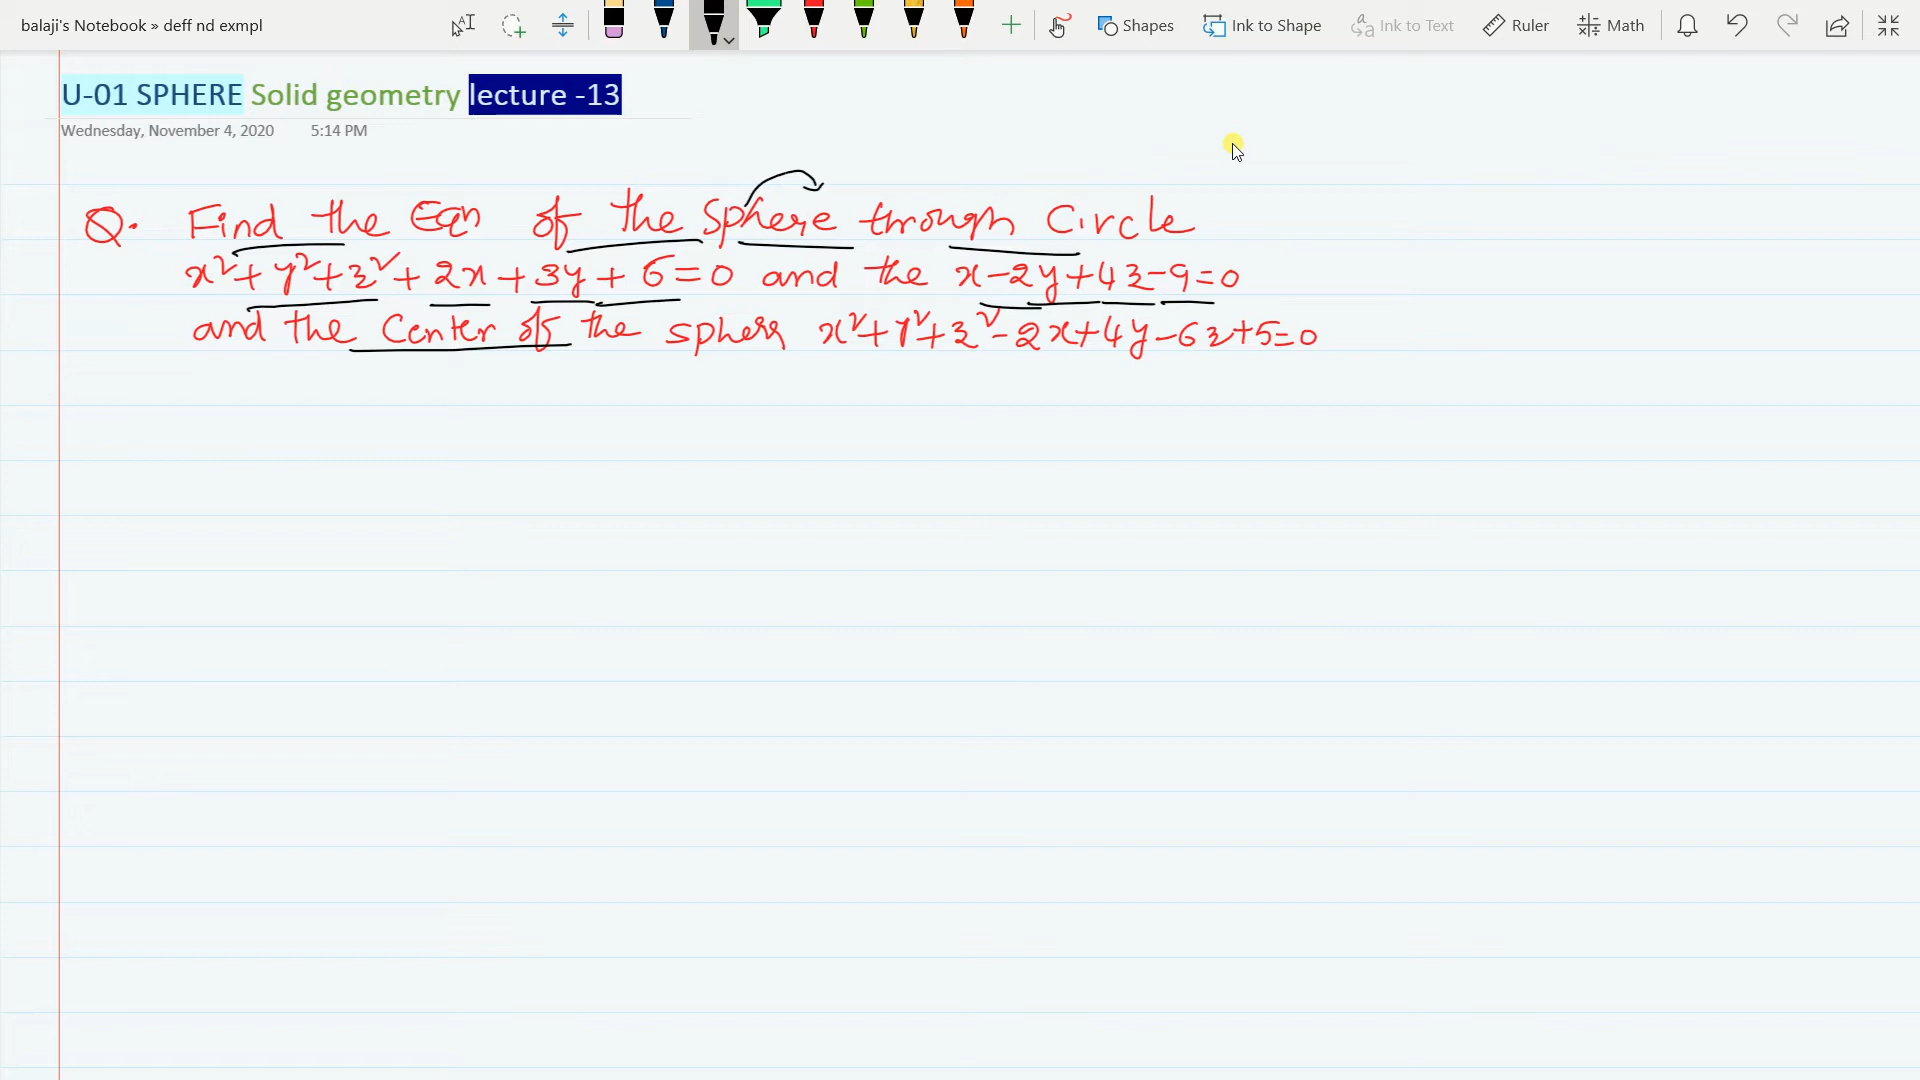 balaji's Notebook » deff nd exmpl
Shapes Ink to Shape Ink to Text Ruler Math
U-01 SPHERE Solid geometry lecture -13
Wednesday, November 4, 2020 5:14 PM
Q. Find the Eqn of the Sphere through Circle
x²+y²+z²+2x+3y+6=0 and the x-2y+4z-9=0
and the Center of the spherr x²+y²+z²-2x+4y-6z+5=0